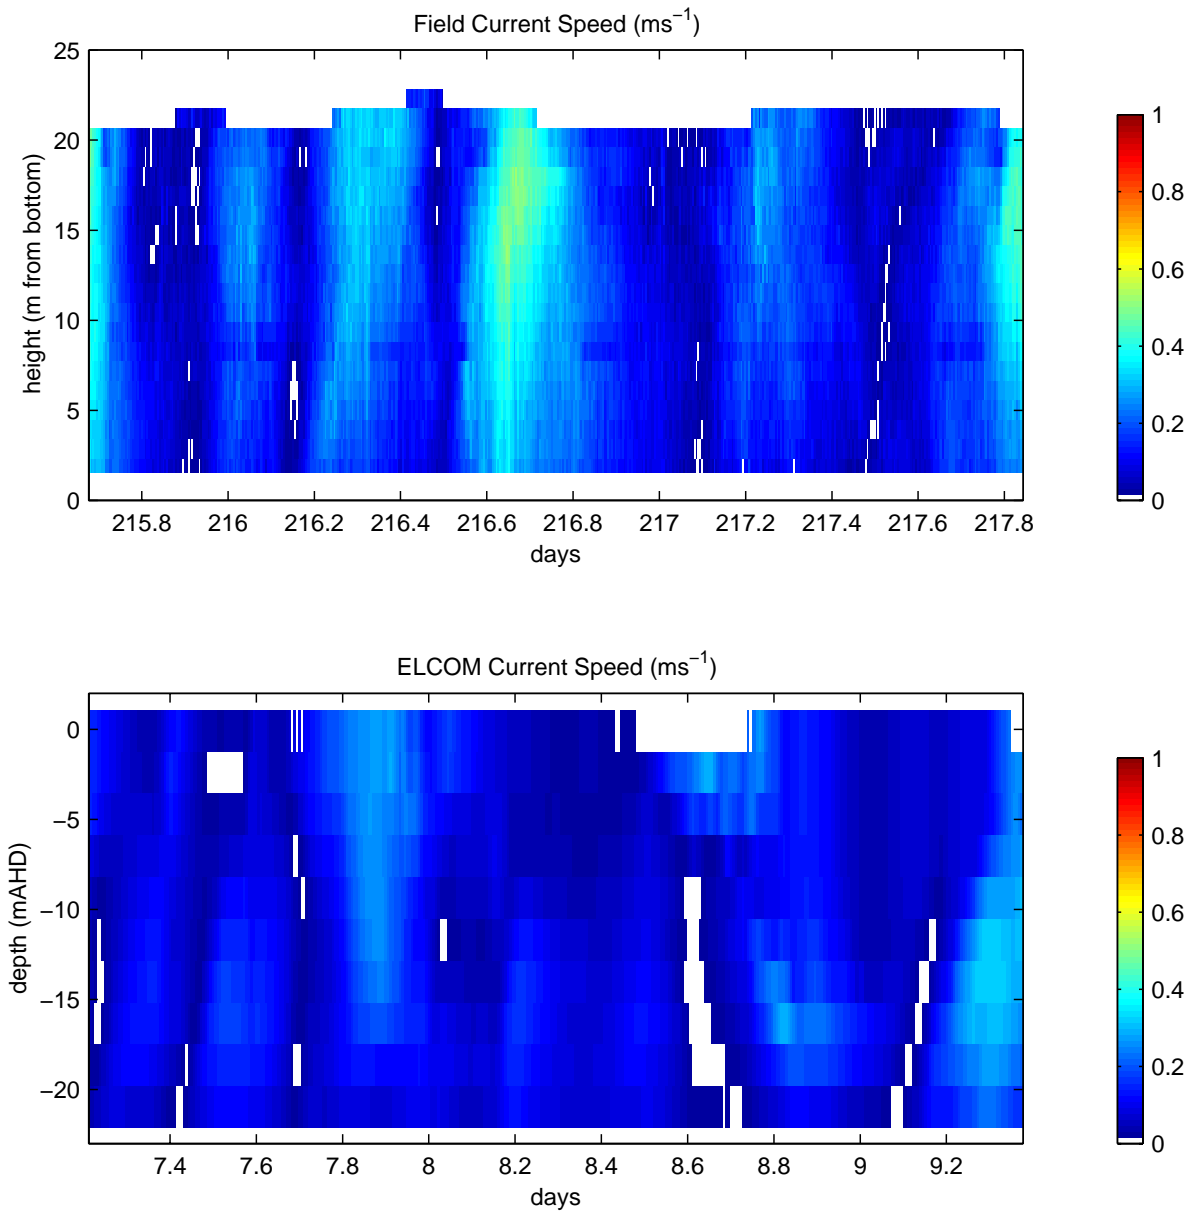 Field Current Speed (ms−1)
25
20
15
10
5
0
height (m from bottom)
215.8 216 216.2 216.4 216.6 216.8 217 217.2 217.4 217.6 217.8
days
1
0.8
0.6
0.4
0.2
0
ELCOM Current Speed (ms−1)
0
−5
−10
−15
−20
depth (mAHD)
7.4 7.6 7.8 8 8.2 8.4 8.6 8.8 9 9.2
days
1
0.8
0.6
0.4
0.2
0